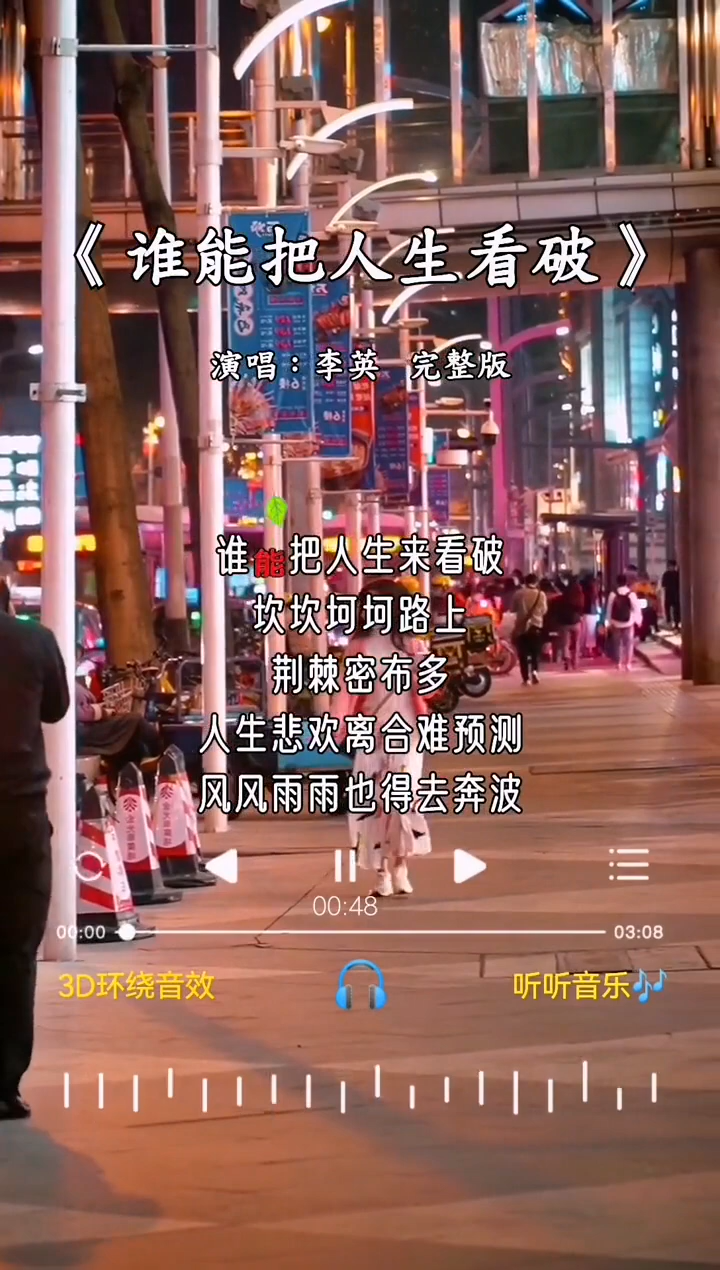 《谁能把人生看破》
演唱：李英 完整版
谁能把人生来看破
坎坎坷坷路上
荆棘密布多
人生悲欢离合难预测
风风雨雨也得去奔波
00:48
00:00 03:08
3D环绕音效 听听音乐